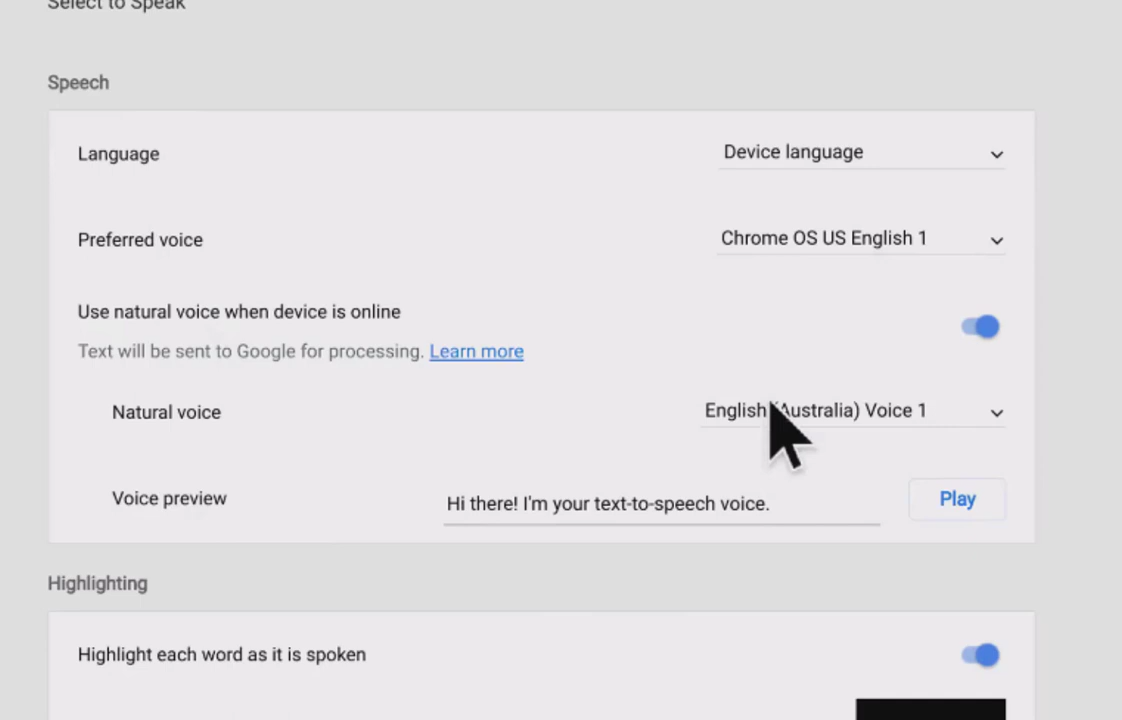 Select to Speak
Speech
Language
Device language
Preferred voice
Chrome OS US English 1
Use natural voice when device is online
Text will be sent to Google for processing. Learn more
Natural voice
English (Australia) Voice 1
Voice preview
Hi there! I'm your text-to-speech voice.
Play
Highlighting
Highlight each word as it is spoken